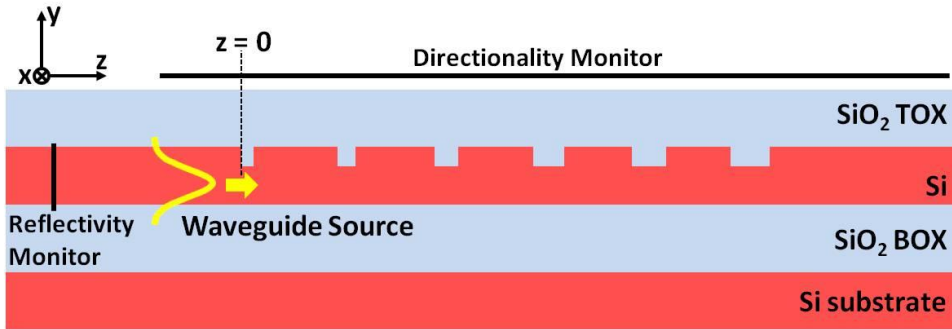 y
z = 0
x
z
Directionality Monitor
SiO₂ TOX
Si
Reflectivity
Monitor
Waveguide Source
SiO₂ BOX
Si substrate